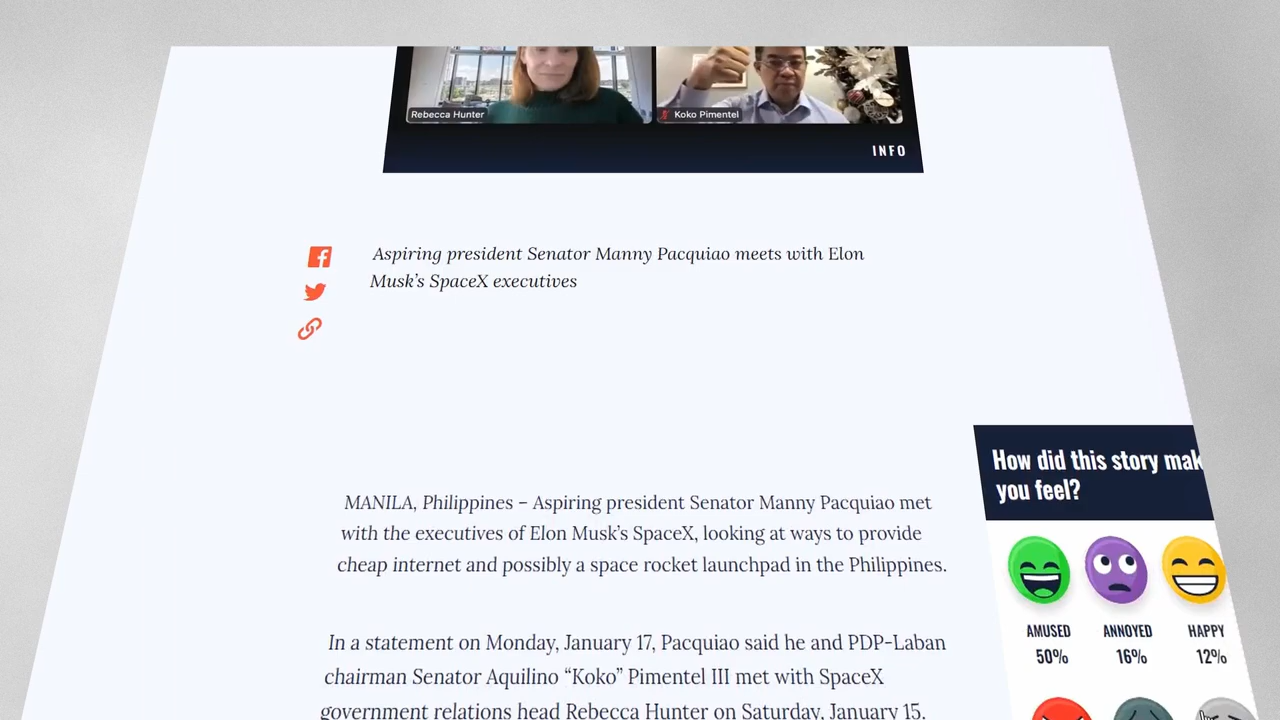 Rebecca Hunter
Koko Pimentel
INFO
Aspiring president Senator Manny Pacquiao meets with Elon
Musk’s SpaceX executives
MANILA, Philippines – Aspiring president Senator Manny Pacquiao met
with the executives of Elon Musk’s SpaceX, looking at ways to provide
cheap internet and possibly a space rocket launchpad in the Philippines.
How did this story mak
you feel?
AMUSED
ANNOYED
HAPPY
50%
16%
12%
In a statement on Monday, January 17, Pacquiao said he and PDP-Laban
chairman Senator Aquilino “Koko” Pimentel III met with SpaceX
government relations head Rebecca Hunter on Saturday, January 15.